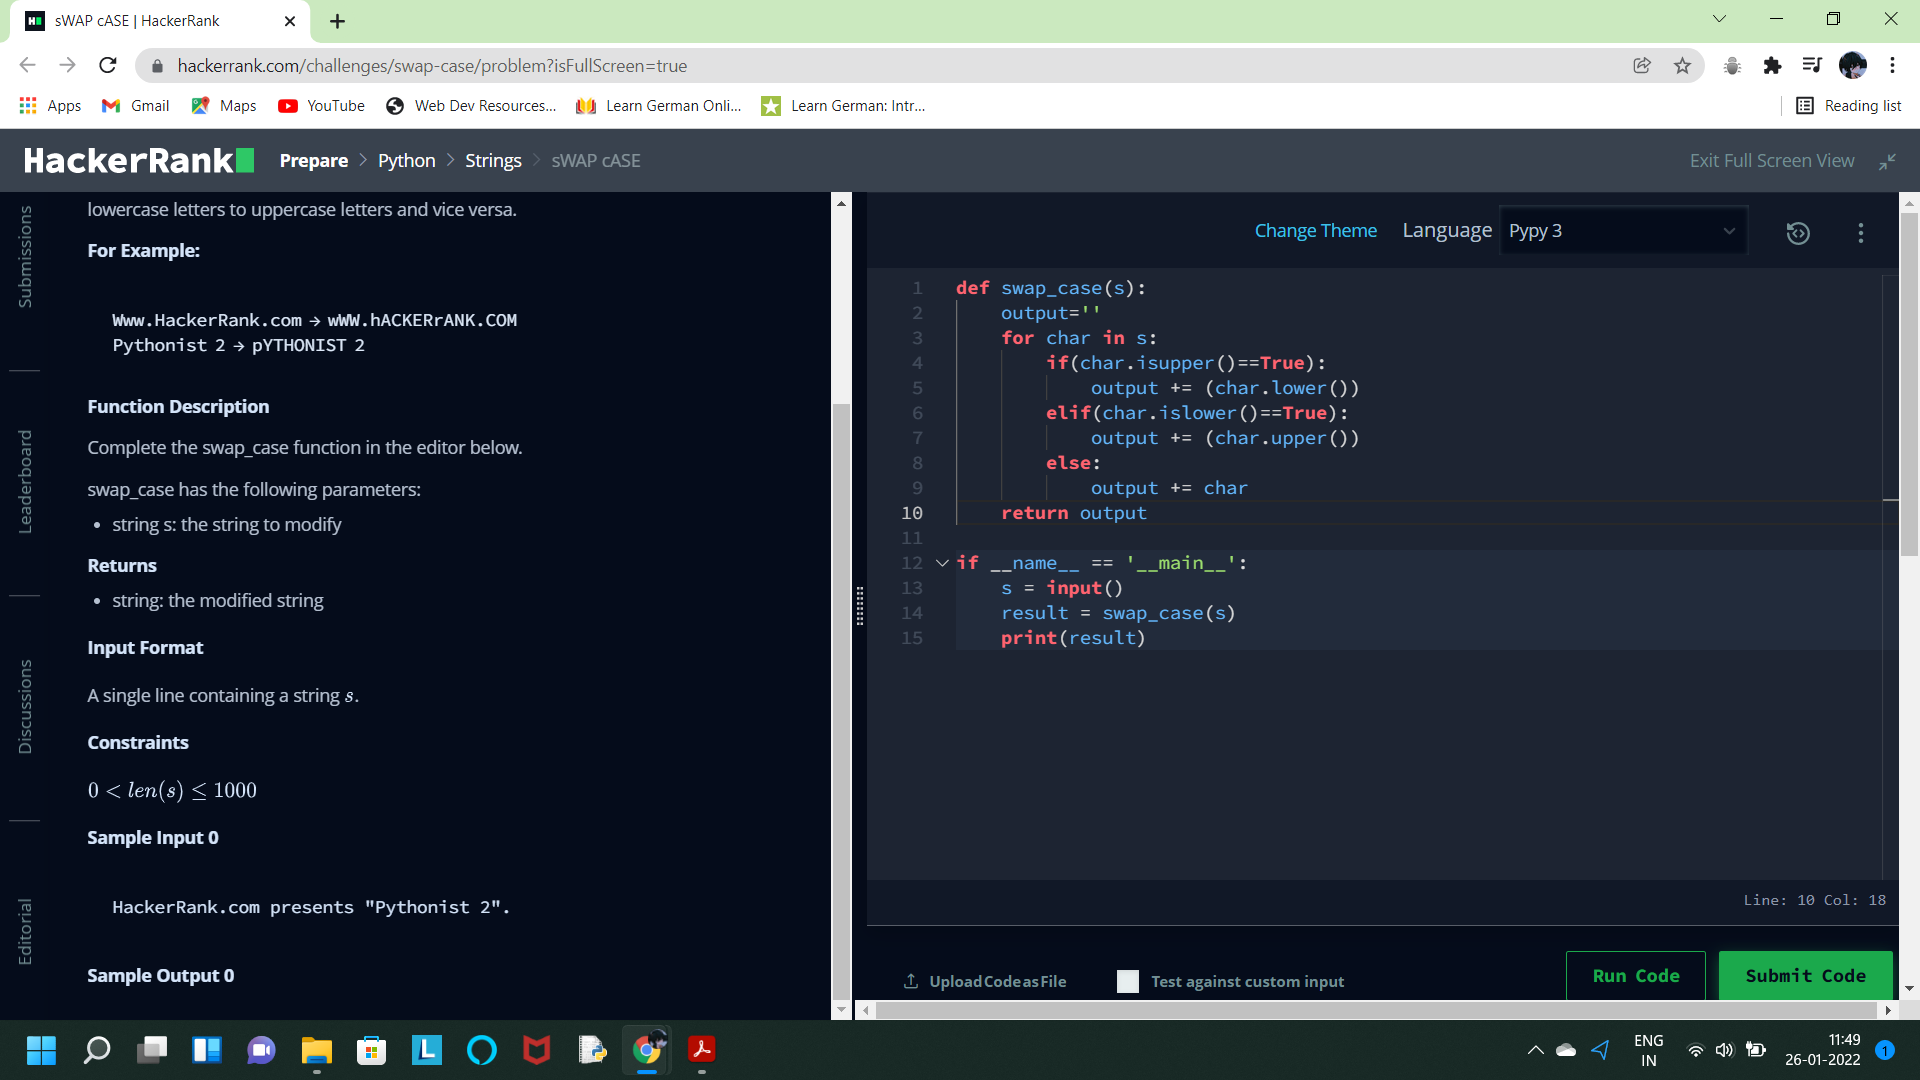 sWAP cASE | HackerRank
hackerrank.com/challenges/swap-case/problem?isFullScreen=true
Apps Gmail Maps YouTube Web Dev Resources... Learn German Onli... Learn German: Intr... Reading list
HackerRank Prepare > Python > Strings > sWAP cASE Exit Full Screen View
Submissions
Leaderboard
Discussions
Editorial
lowercase letters to uppercase letters and vice versa.
For Example:
Www.HackerRank.com → wWW.hACKERrANK.COM
Pythonist 2 → pYTHONIST 2
Function Description
Complete the swap_case function in the editor below.
swap_case has the following parameters:
• string s: the string to modify
Returns
• string: the modified string
Input Format
A single line containing a string s.
Constraints
0 < len(s) ≤ 1000
Sample Input 0
HackerRank.com presents "Pythonist 2".
Sample Output 0
Change Theme Language Pypy 3
1 def swap_case(s):
2     output=''
3     for char in s:
4         if(char.isupper()==True):
5             output += (char.lower())
6         elif(char.islower()==True):
7             output += (char.upper())
8         else:
9             output += char
10     return output
11
12 if __name__ == '__main__':
13     s = input()
14     result = swap_case(s)
15     print(result)
Line: 10 Col: 18
Upload Code as File Test against custom input Run Code Submit Code
ENG
IN
11:49
26-01-2022
1